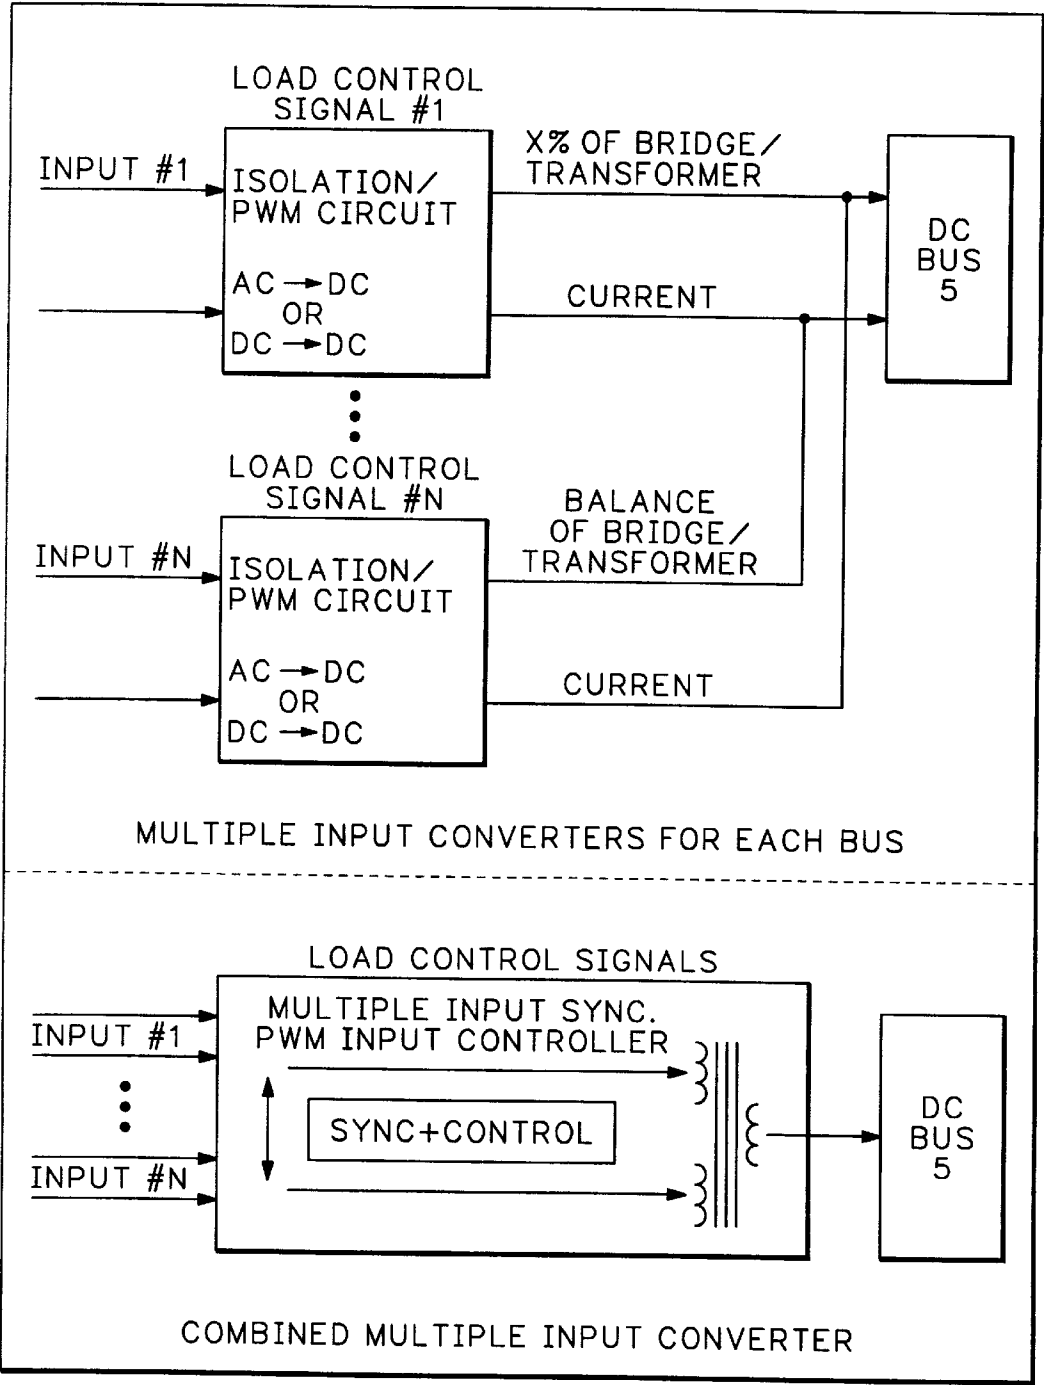 LOAD CONTROL
SIGNAL #1
INPUT #1
ISOLATION/
PWM CIRCUIT
AC → DC
OR
DC → DC
X% OF BRIDGE/
TRANSFORMER
CURRENT
DC
BUS
5
LOAD CONTROL
SIGNAL #N
INPUT #N
ISOLATION/
PWM CIRCUIT
AC → DC
OR
DC → DC
BALANCE
OF BRIDGE/
TRANSFORMER
CURRENT
MULTIPLE INPUT CONVERTERS FOR EACH BUS
LOAD CONTROL SIGNALS
MULTIPLE INPUT SYNC.
PWM INPUT CONTROLLER
INPUT #1
SYNC+CONTROL
INPUT #N
DC
BUS
5
COMBINED MULTIPLE INPUT CONVERTER